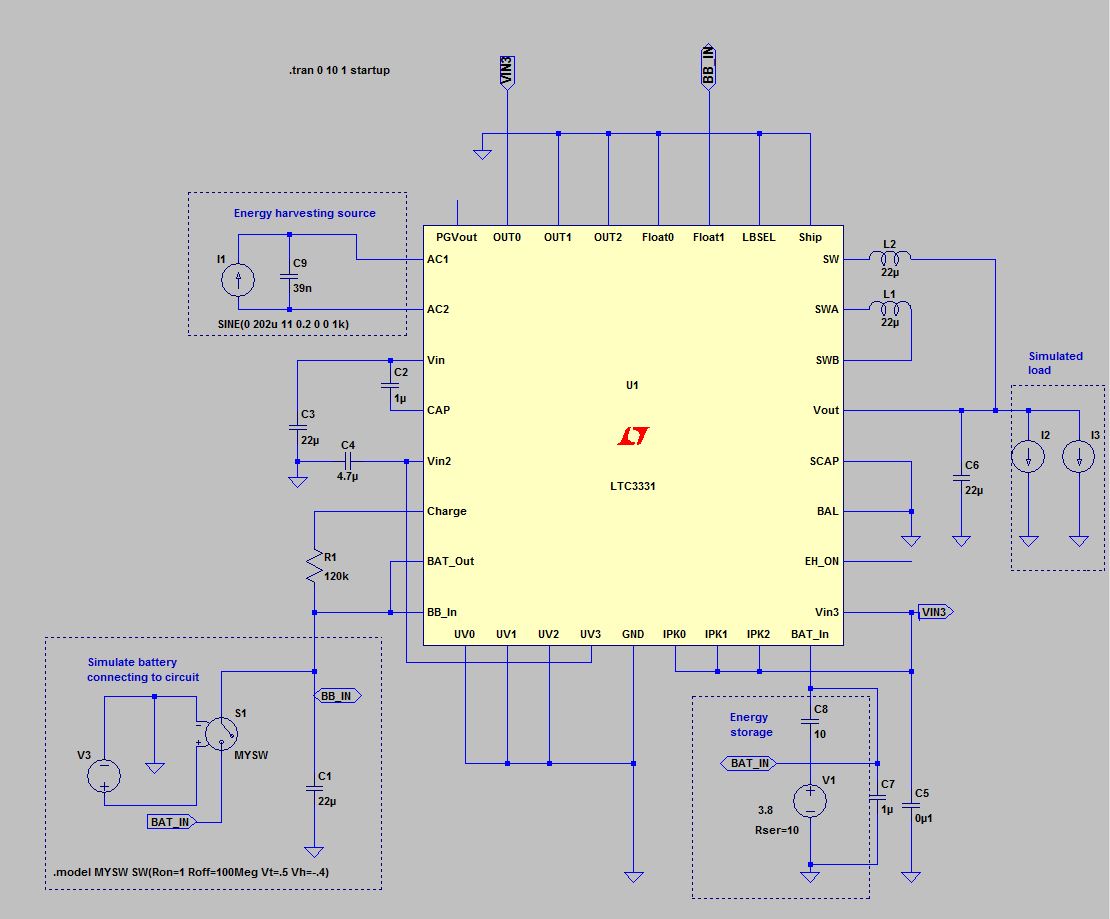 .tran 0 10 1 startup
VIN3
BB_IN
Energy harvesting source
I1
C9
39n
SINE(0 202u 11 0.2 0 0 1k)
PGVout
OUT0
OUT1
OUT2
Float0
Float1
LBSEL
Ship
AC1
AC2
Vin
CAP
Vin2
Charge
BAT_Out
BB_In
SW
SWA
SWB
Vout
SCAP
BAL
EH_ON
Vin3
UV0
UV1
UV2
UV3
GND
IPK0
IPK1
IPK2
BAT_In
U1
LTC3331
L2
22µ
L1
22µ
Simulated
load
I2
I3
C6
22µ
C2
1µ
C3
22µ
C4
4.7µ
R1
120k
VIN3
Simulate battery
connecting to circuit
BB_IN
S1
MYSW
V3
BAT_IN
C1
22µ
.model MYSW SW(Ron=1 Roff=100Meg Vt=.5 Vh=-.4)
Energy
storage
C8
10
BAT_IN
V1
3.8
Rser=10
C7
1µ
C5
0µ1